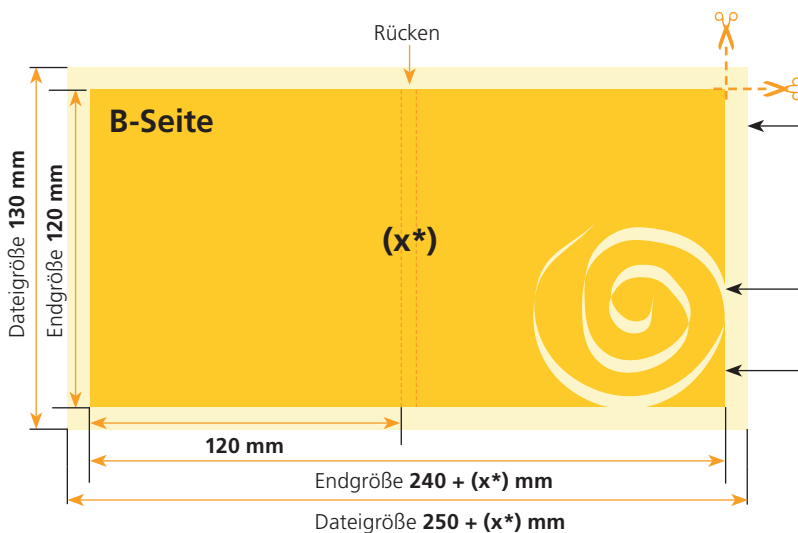 Rücken
B-Seite
(x*)
Dateigröße 130 mm
Endgröße 120 mm
120 mm
Endgröße 240 + (x*) mm
Dateigröße 250 + (x*) mm